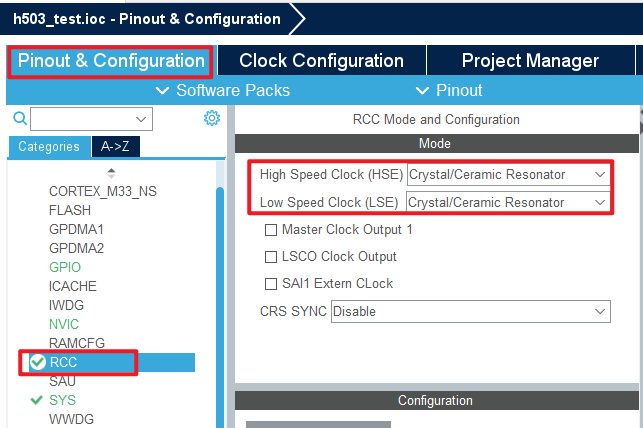 h503_test.ioc - Pinout & Configuration
Pinout & Configuration
Clock Configuration
Project Manager
Software Packs
Pinout
Categories
A->Z
CORTEX_M33_NS
FLASH
GPDMA1
GPDMA2
GPIO
ICACHE
IWDG
NVIC
RAMCFG
RCC
SAU
SYS
WWDG
RCC Mode and Configuration
Mode
High Speed Clock (HSE) Crystal/Ceramic Resonator
Low Speed Clock (LSE) Crystal/Ceramic Resonator
Master Clock Output 1
LSCO Clock Output
SAI1 Extern CLock
CRS SYNC Disable
Configuration